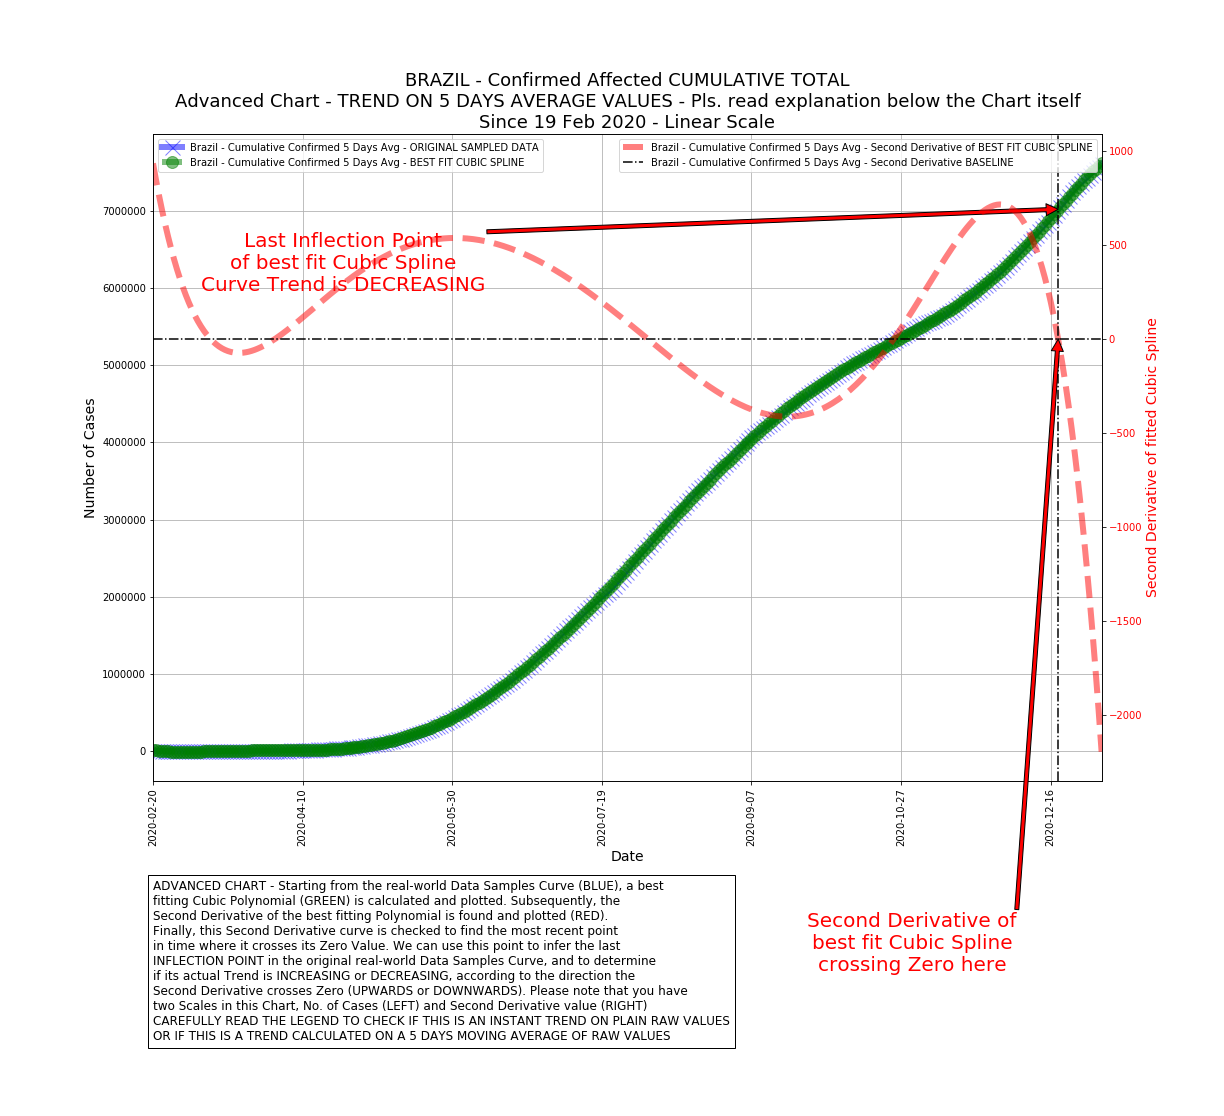 BRAZIL - Confirmed Affected CUMULATIVE TOTAL
Advanced Chart - TREND ON 5 DAYS AVERAGE VALUES - Pls. read explanation below the Chart itself
Since 19 Feb 2020 - Linear Scale
Brazil - Cumulative Confirmed 5 Days Avg - ORIGINAL SAMPLED DATA
Brazil - Cumulative Confirmed 5 Days Avg - BEST FIT CUBIC SPLINE
Brazil - Cumulative Confirmed 5 Days Avg - Second Derivative of BEST FIT CUBIC SPLINE
Brazil - Cumulative Confirmed 5 Days Avg - Second Derivative BASELINE
Last Inflection Point
of best fit Cubic Spline
Curve Trend is DECREASING
Number of Cases
7000000
6000000
5000000
4000000
3000000
2000000
1000000
0
1000
500
0
−500
−1000
−1500
−2000
Second Derivative of fitted Cubic Spline
2020-02-20
2020-04-10
2020-05-30
2020-07-19
2020-09-07
2020-10-27
2020-12-16
Date
Second Derivative of
best fit Cubic Spline
crossing Zero here
ADVANCED CHART - Starting from the real-world Data Samples Curve (BLUE), a best
fitting Cubic Polynomial (GREEN) is calculated and plotted. Subsequently, the
Second Derivative of the best fitting Polynomial is found and plotted (RED).
Finally, this Second Derivative curve is checked to find the most recent point
in time where it crosses its Zero Value. We can use this point to infer the last
INFLECTION POINT in the original real-world Data Samples Curve, and to determine
if its actual Trend is INCREASING or DECREASING, according to the direction the
Second Derivative crosses Zero (UPWARDS or DOWNWARDS). Please note that you have
two Scales in this Chart, No. of Cases (LEFT) and Second Derivative value (RIGHT)
CAREFULLY READ THE LEGEND TO CHECK IF THIS IS AN INSTANT TREND ON PLAIN RAW VALUES
OR IF THIS IS A TREND CALCULATED ON A 5 DAYS MOVING AVERAGE OF RAW VALUES